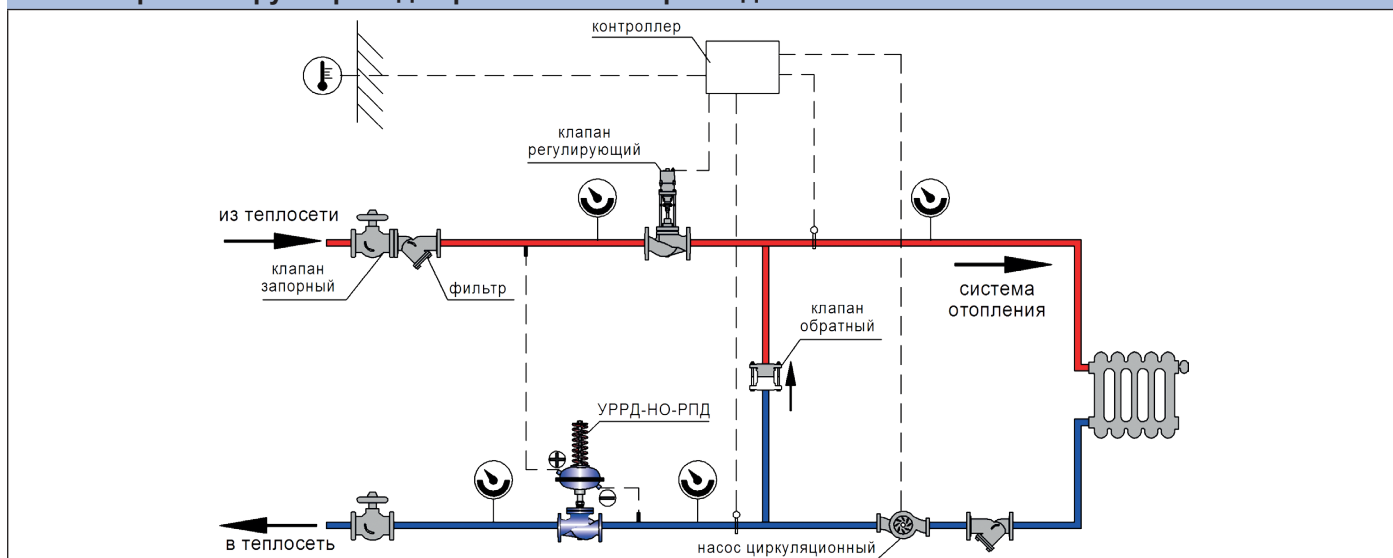 контроллер
клапан
регулирующий
из теплосети
клапан
запорный
фильтр
система
отопления
клапан
обратный
УРРД-НО-РПД
в теплосеть
насос циркуляционный